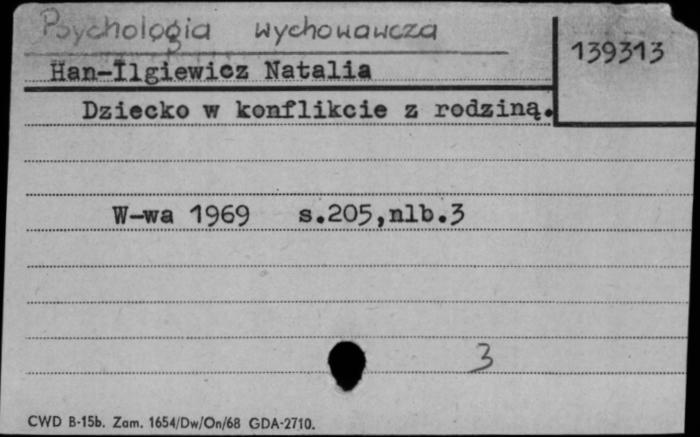 Psychologia wychowawcza
139313
Han-Ilgiewicz Natalia
Dziecko w konflikcie z rodziną.
W-wa 1969 s.205,nlb.3
3
CWD B-15b. Zam. 1654/Dw/On/68 GDA-2710.